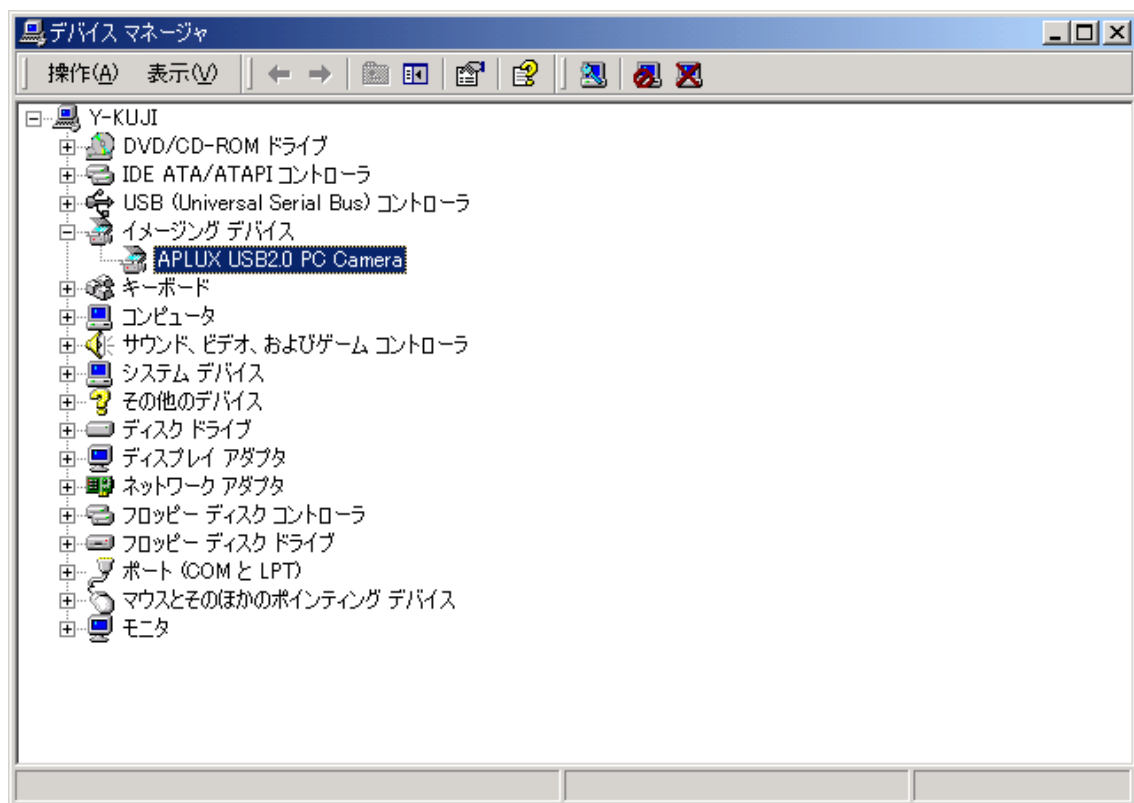 デバイス マネージャ
操作(A) 表示(V)
Y-KUJI
DVD/CD-ROM ドライブ
IDE ATA/ATAPI コントローラ
USB (Universal Serial Bus) コントローラ
イメージング デバイス
APLUX USB2.0 PC Camera
キーボード
コンピュータ
サウンド、ビデオ、およびゲーム コントローラ
システム デバイス
その他のデバイス
ディスク ドライブ
ディスプレイ アダプタ
ネットワーク アダプタ
フロッピー ディスク コントローラ
フロッピー ディスク ドライブ
ポート (COM と LPT)
マウスとそのほかのポインティング デバイス
モニタ